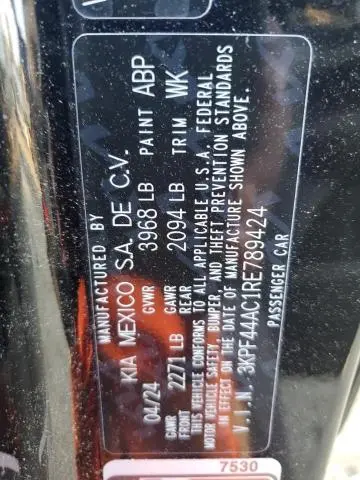 MANUFACTURED BY
KIA MEXICO S.A. DE C.V.
04/24 GVWR 3968 LB PAINT ABP
GAWR FRONT 2271 LB GAWR REAR 2094 LB TRIM WK
THIS VEHICLE CONFORMS TO ALL APPLICABLE U.S.A. FEDERAL
MOTOR VEHICLE SAFETY, BUMPER, AND THEFT PREVENTION STANDARDS
IN EFFECT ON THE DATE OF MANUFACTURE SHOWN ABOVE.
V.I.N. 3KPF44AC1RE789424
PASSENGER CAR
7530